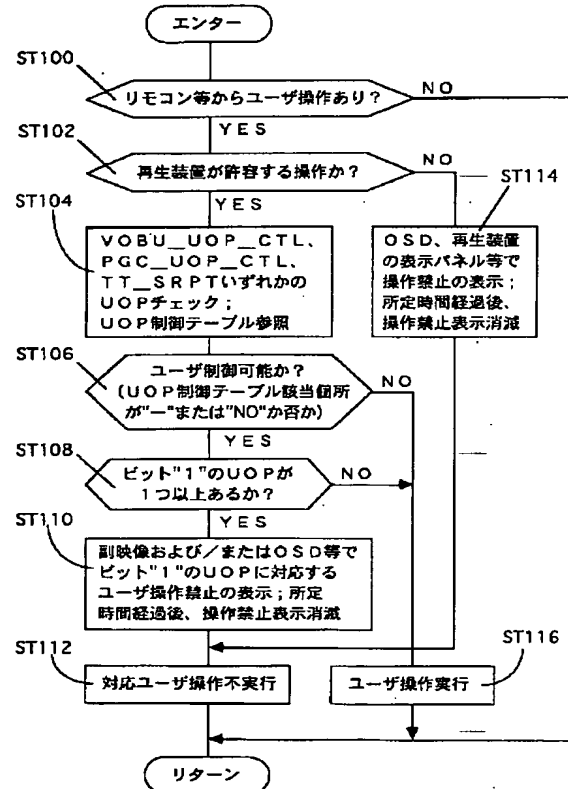 エンター
ST100
リモコン等からユーザ操作あり?
NO
YES
ST102
再生装置が許容する操作か?
NO
YES
ST104
VOBU__UOP__CTL、
PGC__UOP__CTL、
TT__SRPTいずれかの
UOPチェック;
UOP制御テーブル参照
ST114
OSD、再生装置
の表示パネル等で
操作禁止の表示;
所定時間経過後、
操作禁止表示消滅
ST106
ユーザ制御可能か?
(UOP制御テーブル該当個所
が"ー"または"NO"か否か)
NO
YES
ST108
ビット"1"のUOPが
1つ以上あるか?
NO
YES
ST110
副映像および/またはOSD等で
ビット"1"のUOPに対応する
ユーザ操作禁止の表示;所定
時間経過後、操作禁止表示消滅
ST112
対応ユーザ操作不実行
ST116
ユーザ操作実行
リターン